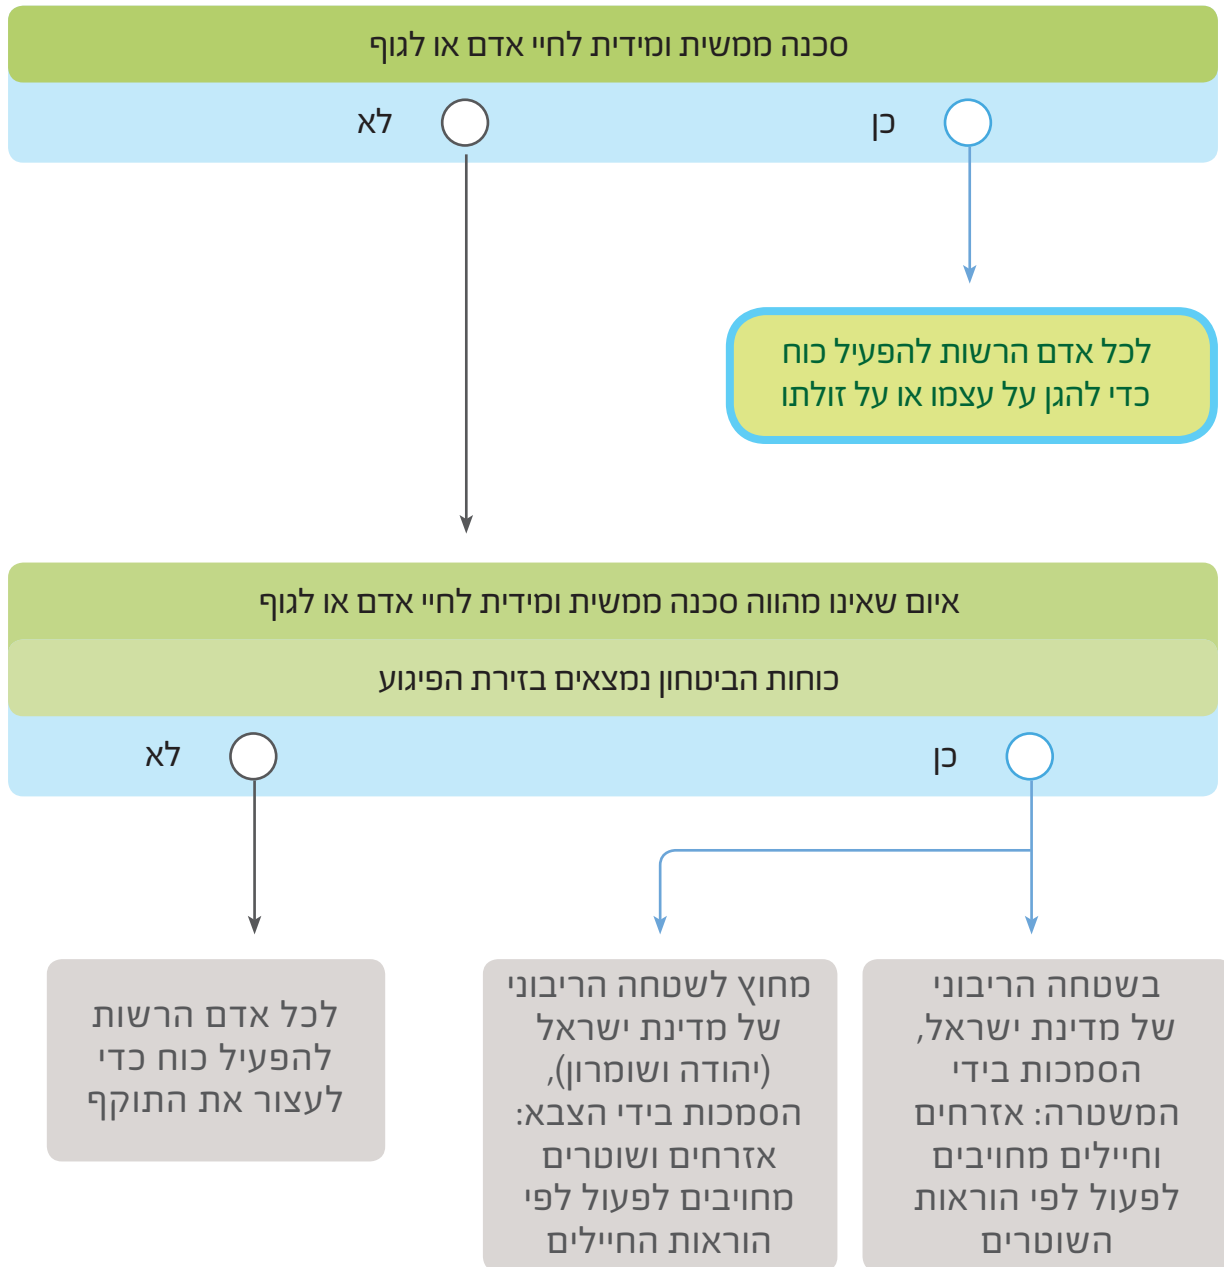 סכנה ממשית ומידית לחיי אדם או לגוף
כן
לא
לכל אדם הרשות להפעיל כוח
כדי להגן על עצמו או על זולתו
איום שאינו מהווה סכנה ממשית ומידית לחיי אדם או לגוף
כוחות הביטחון נמצאים בזירת הפיגוע
כן
לא
בשטחה הריבוני
של מדינת ישראל,
הסמכות בידי
המשטרה: אזרחים
וחיילים מחויבים
לפעול לפי הוראות
השוטרים
מחוץ לשטחה הריבוני
של מדינת ישראל
(יהודה ושומרון),
הסמכות בידי הצבא:
אזרחים ושוטרים
מחויבים לפעול לפי
הוראות החיילים
לכל אדם הרשות
להפעיל כוח כדי
לעצור את התוקף